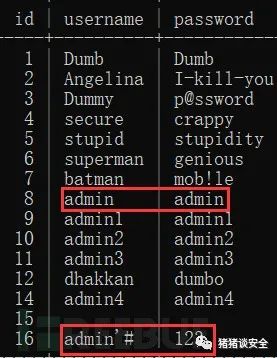 id | username | password
1 | Dumb | Dumb
2 | Angelina | I-kill-you
3 | Dummy | p@ssword
4 | secure | crappy
5 | stupid | stupidity
6 | superman | genious
7 | batman | mob!le
8 | admin | admin
9 | admin1 | admin1
10 | admin2 | admin2
11 | admin3 | admin3
12 | dhakkan | dumbo
14 | admin4 | admin4
15
16 | admin'# | 123
猪猪谈安全